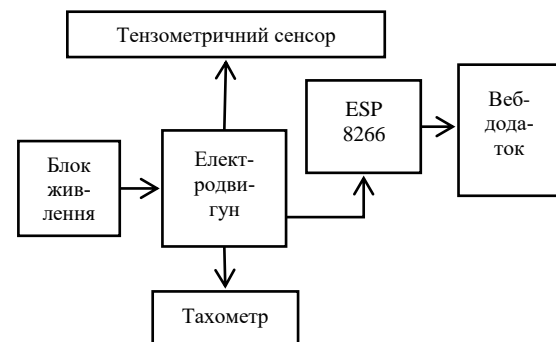 Тензометричний сенсор
ESP
8266
Веб-
дода-
ток
Блок
жив-
лення
Елект-
родви-
гун
Тахометр